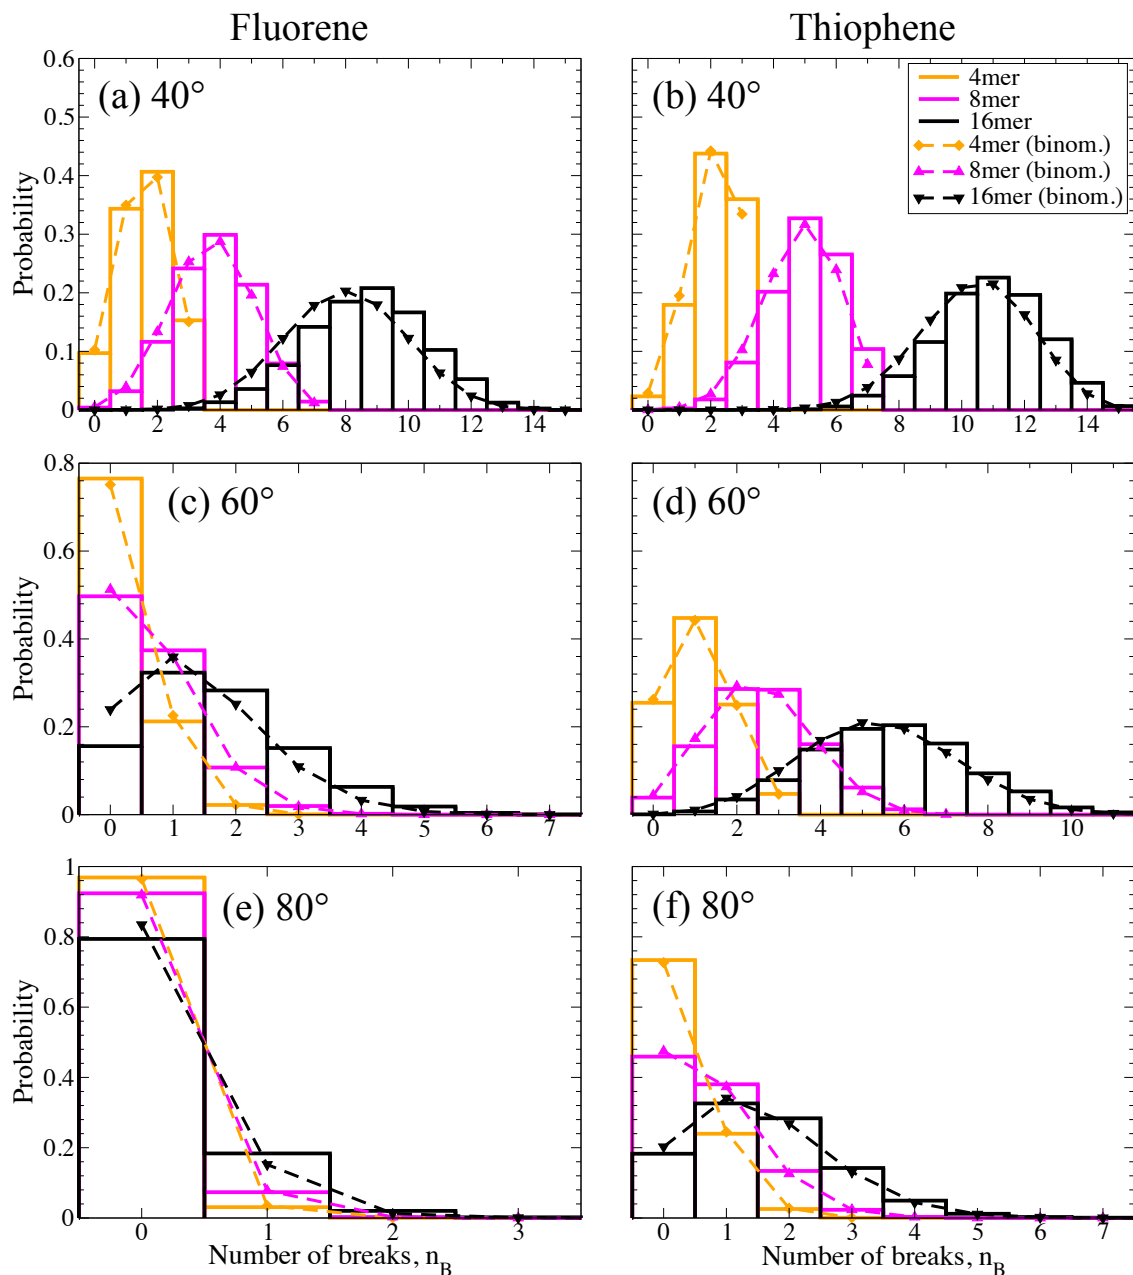 Fluorene
Thiophene
0.6
0.5
0.4
0.3
0.2
0.1
0
Probability
(a) 40°
0 2 4 6 8 10 12 14
(b) 40°
4mer
8mer
16mer
4mer (binom.)
8mer (binom.)
16mer (binom.)
0 2 4 6 8 10 12 14
0.8
0.6
0.4
0.2
0
Probability
(c) 60°
0 1 2 3 4 5 6 7
(d) 60°
0 2 4 6 8 10
1
0.8
0.6
0.4
0.2
0
Probability
(e) 80°
0 1 2 3
Number of breaks, n_B
(f) 80°
0 1 2 3 4 5 6 7
Number of breaks, n_B